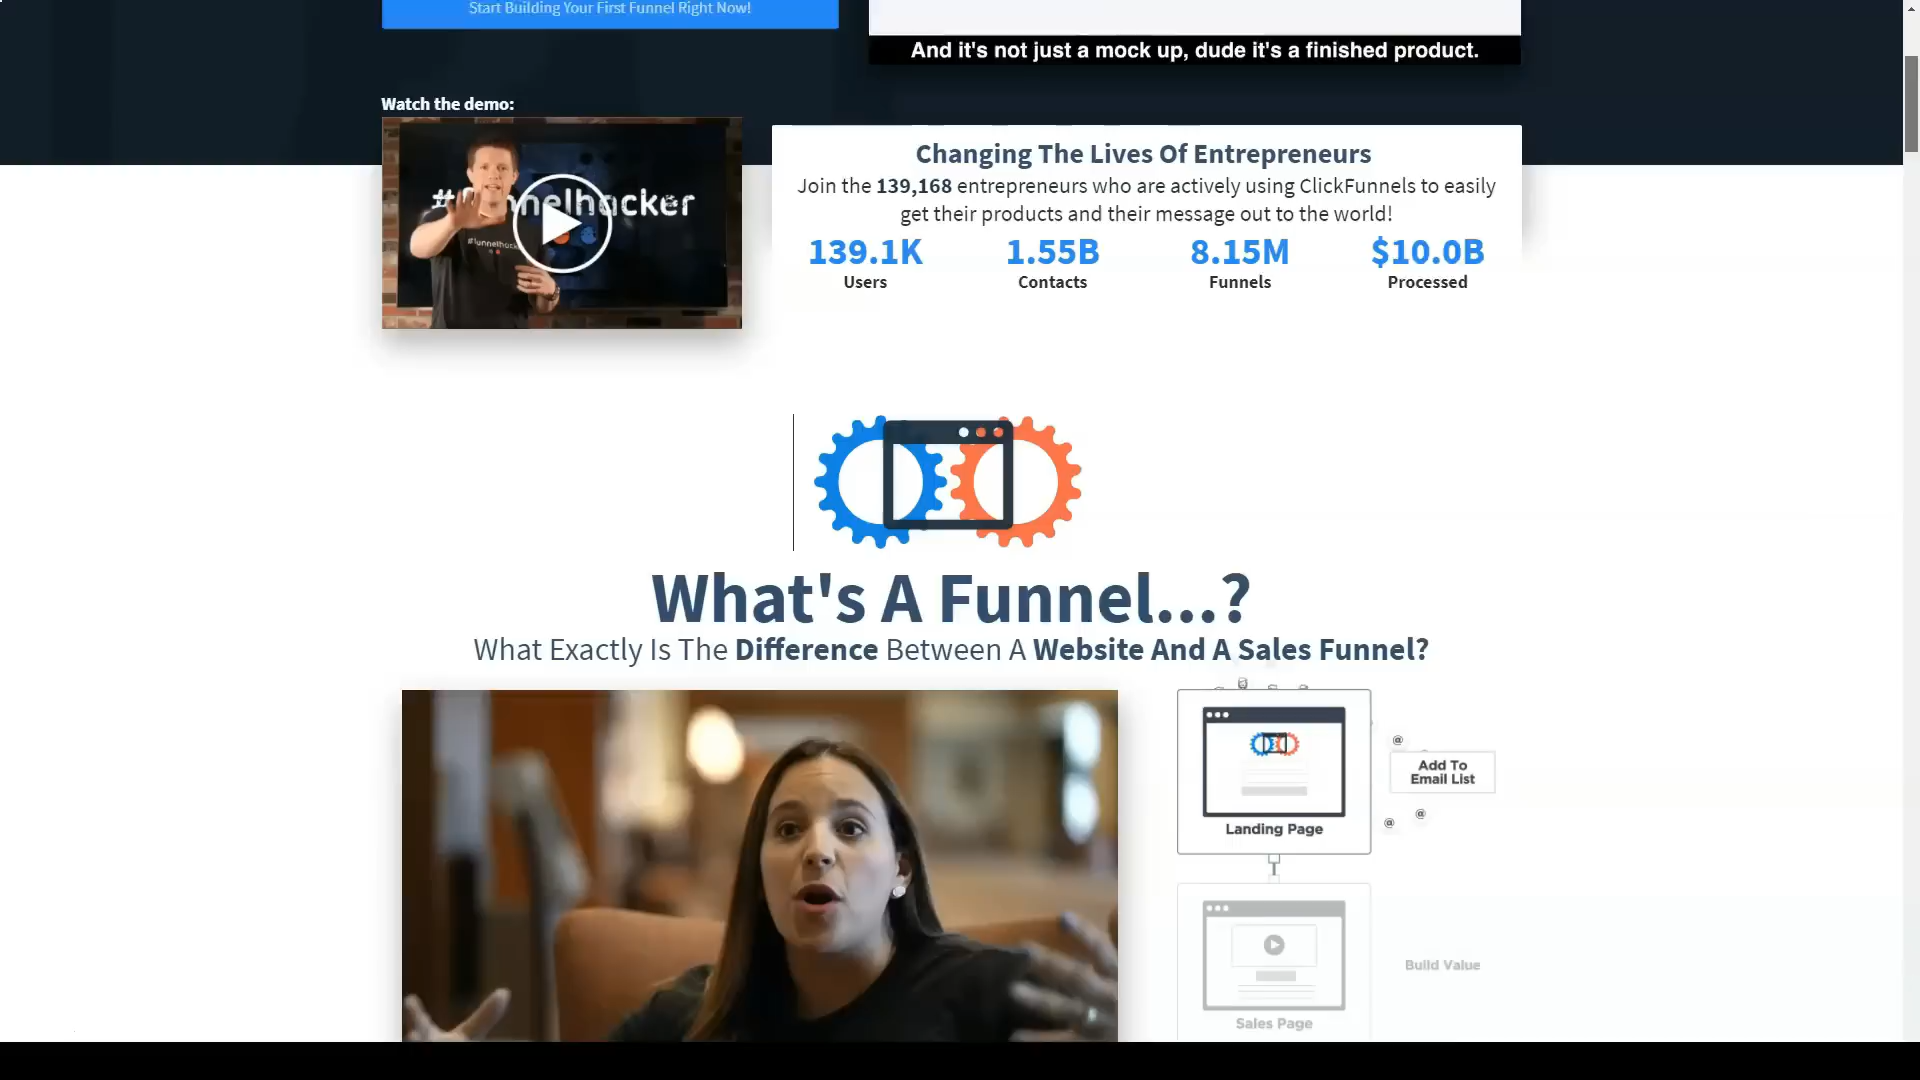 Start Building Your First Funnel Right Now!
And it's not just a mock up, dude it's a finished product.
Watch the demo:
#funnelhacker
Changing The Lives Of Entrepreneurs
Join the 139,168 entrepreneurs who are actively using ClickFunnels to easily
get their products and their message out to the world!
139.1K 1.55B 8.15M $10.0B
Users Contacts Funnels Processed
What's A Funnel...?
What Exactly Is The Difference Between A Website And A Sales Funnel?
Add To
Email List
Landing Page
Build Value
Sales Page